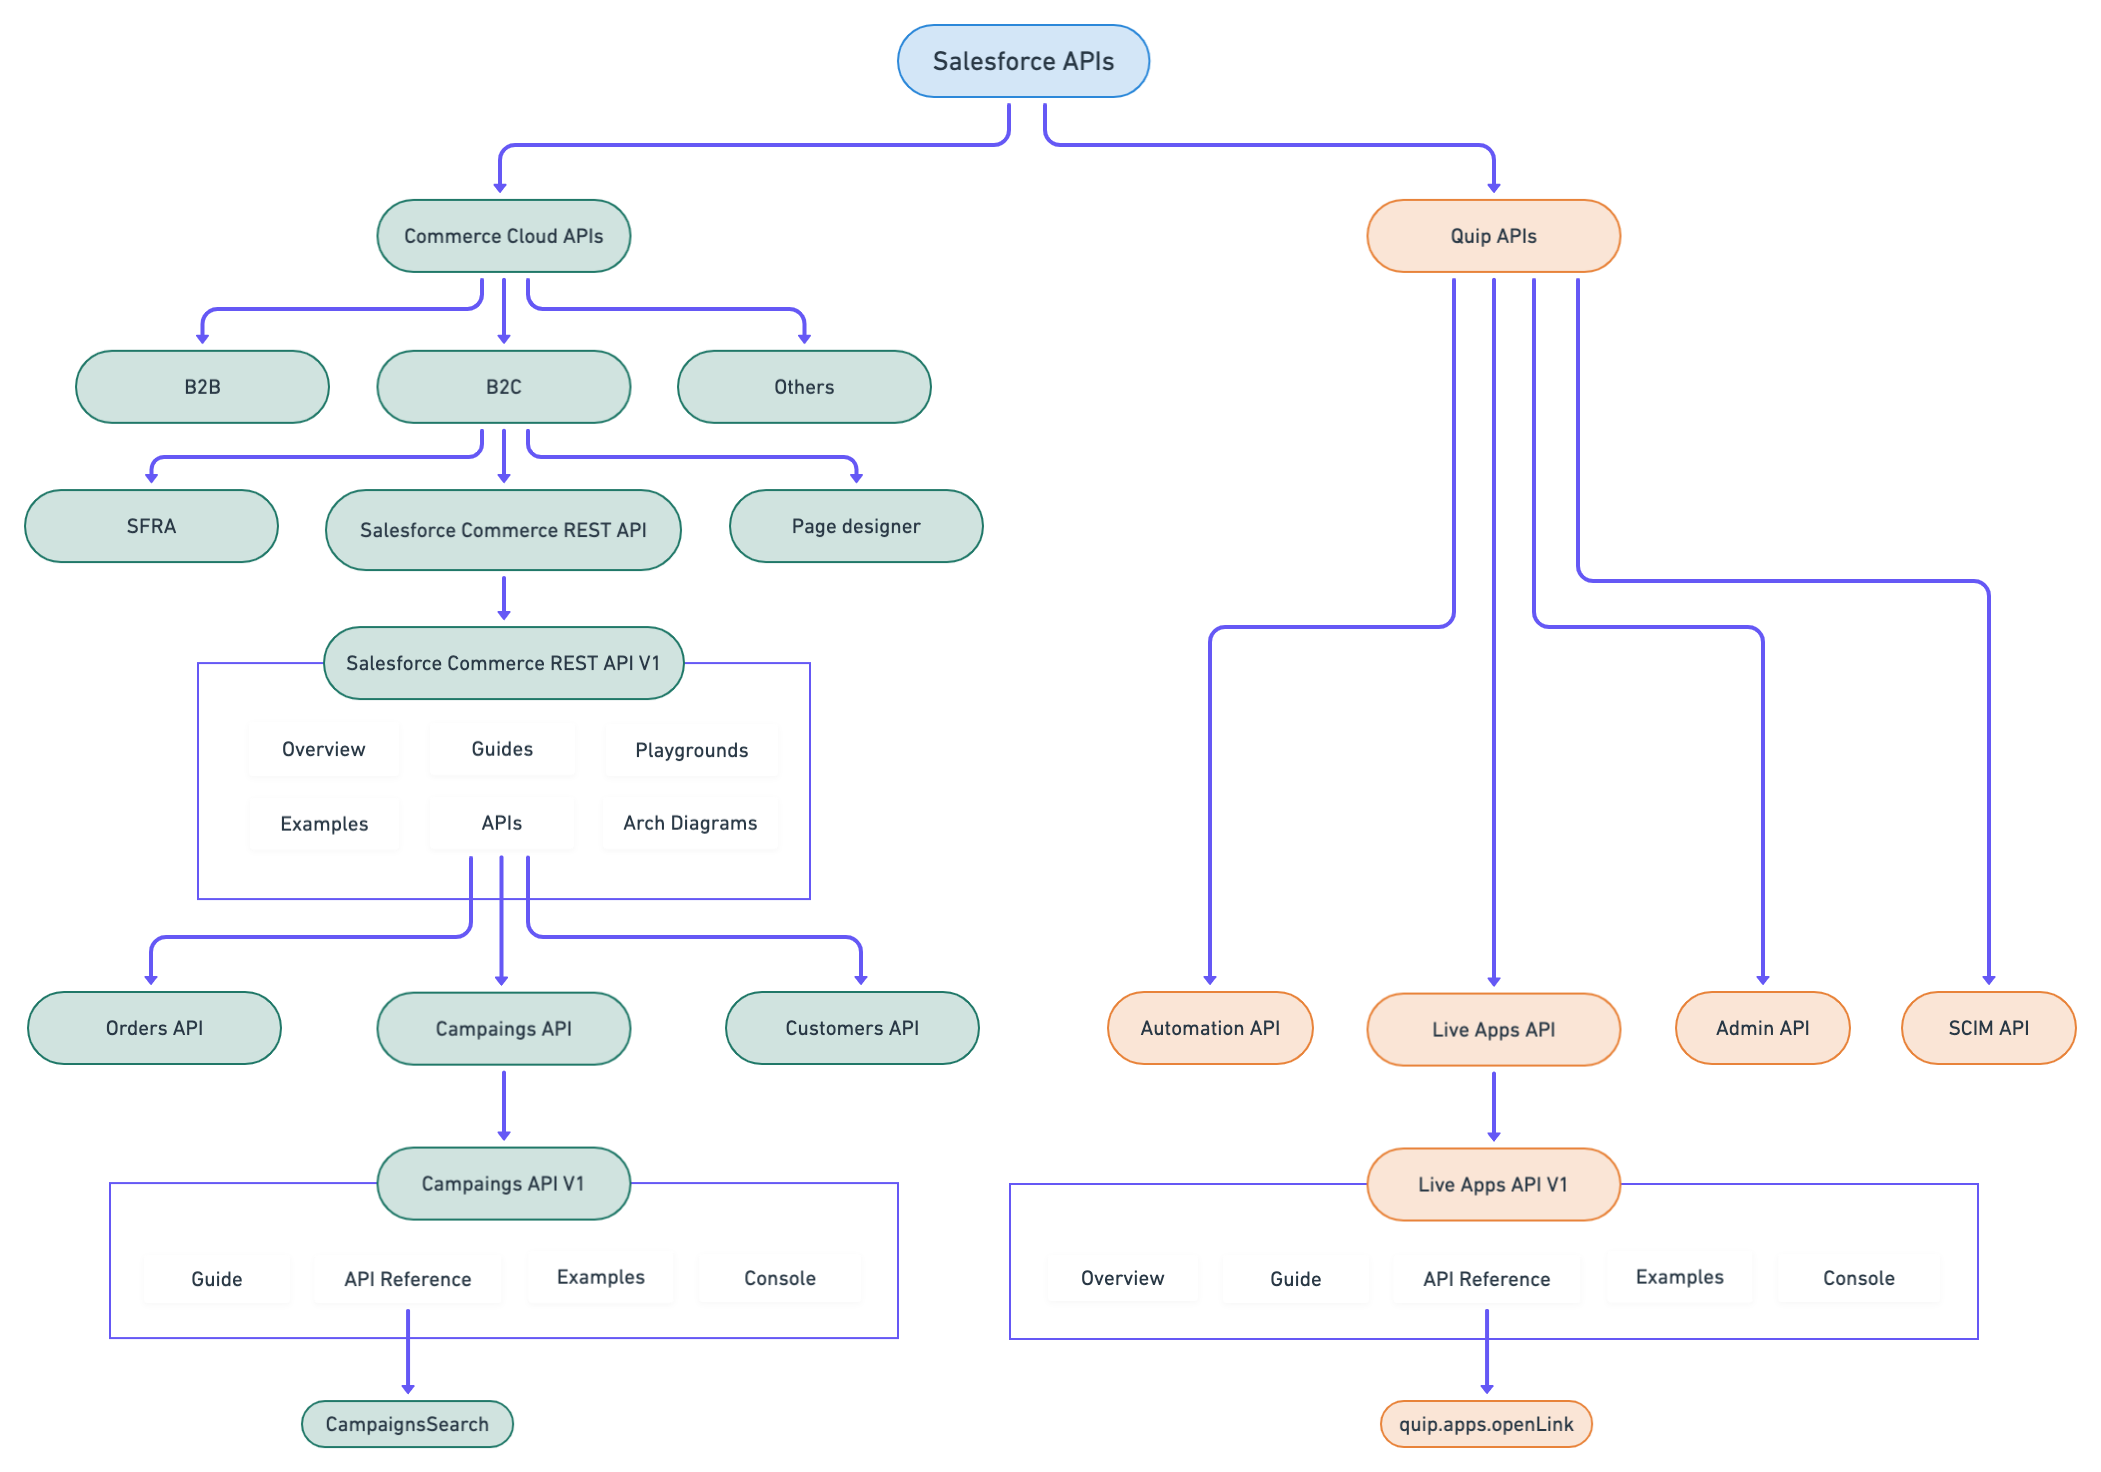 Salesforce APIs
Commerce Cloud APIs
Quip APIs
B2B
B2C
Others
SFRA
Salesforce Commerce REST API
Page designer
Salesforce Commerce REST API V1
Overview
Guides
Playgrounds
Examples
APIs
Arch Diagrams
Orders API
Campaings API
Customers API
Automation API
Live Apps API
Admin API
SCIM API
Campaings API V1
Live Apps API V1
Guide
API Reference
Examples
Console
Overview
Guide
API Reference
Examples
Console
CampaignsSearch
quip.apps.openLink